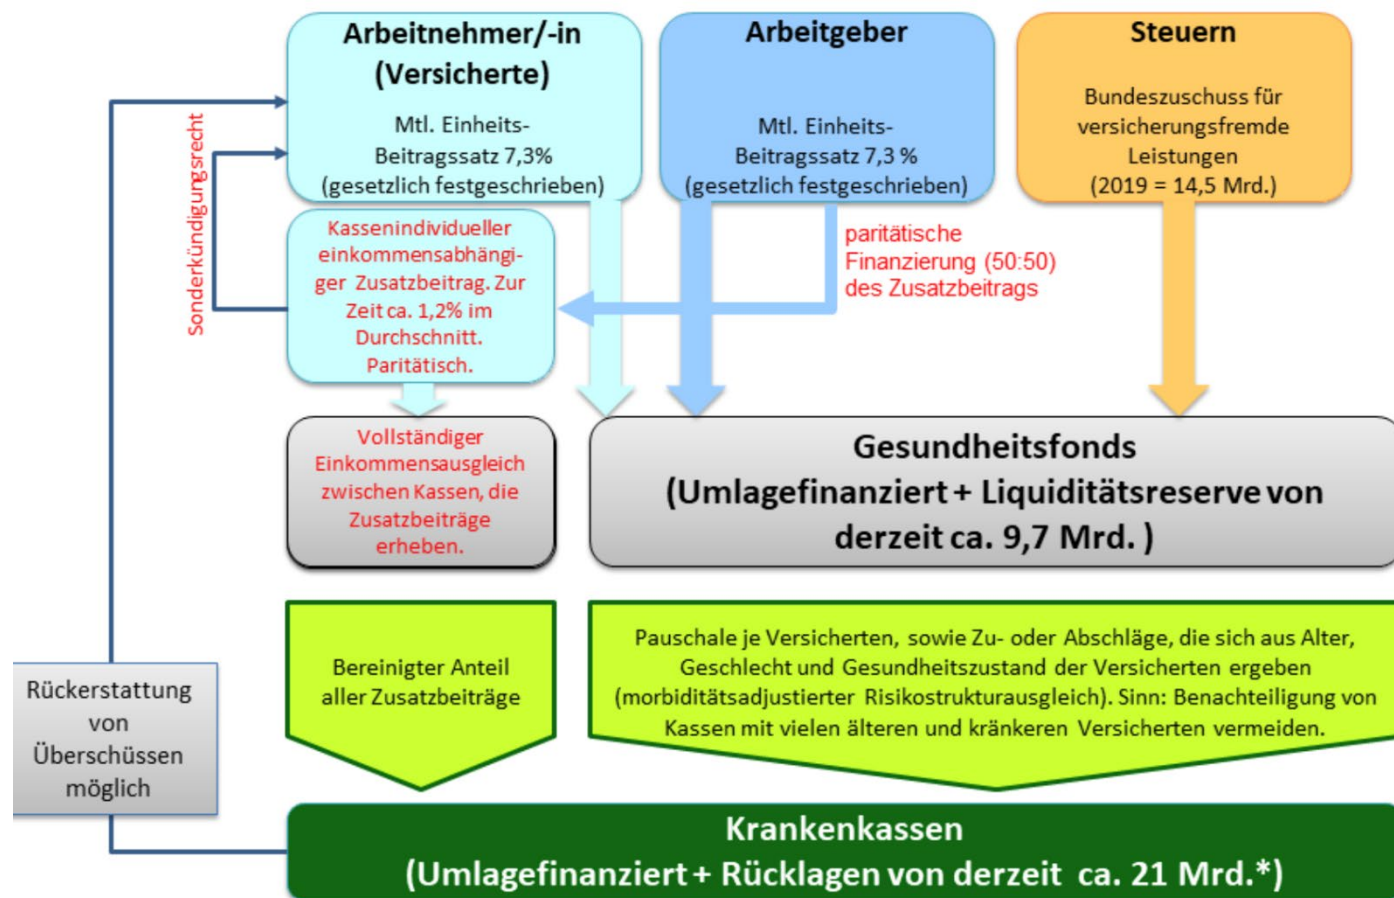 Arbeitnehmer/-in
(Versicherte)
Mtl. Einheits-
Beitragssatz 7,3%
(gesetzlich festgeschrieben)
Arbeitgeber
Mtl. Einheits-
Beitragssatz 7,3 %
(gesetzlich festgeschrieben)
Steuern
Bundeszuschuss für
versicherungsfremde
Leistungen
(2019 = 14,5 Mrd.)
Sonderkündigungsrecht
Kassenindividueller
einkommensabhängi-
ger Zusatzbeitrag. Zur
Zeit ca. 1,2% im
Durchschnitt.
Paritätisch.
paritätische
Finanzierung (50:50)
des Zusatzbeitrags
Vollständiger
Einkommensausgleich
zwischen Kassen, die
Zusatzbeiträge
erheben.
Gesundheitsfonds
(Umlagefinanziert + Liquiditätsreserve von
derzeit ca. 9,7 Mrd. )
Bereinigter Anteil
aller Zusatzbeiträge
Pauschale je Versicherten, sowie Zu- oder Abschläge, die sich aus Alter,
Geschlecht und Gesundheitszustand der Versicherten ergeben
(morbiditätsadjustierter Risikostrukturausgleich). Sinn: Benachteiligung von
Kassen mit vielen älteren und kränkeren Versicherten vermeiden.
Rückerstattung
von
Überschüssen
möglich
Krankenkassen
(Umlagefinanziert + Rücklagen von derzeit ca. 21 Mrd.*)